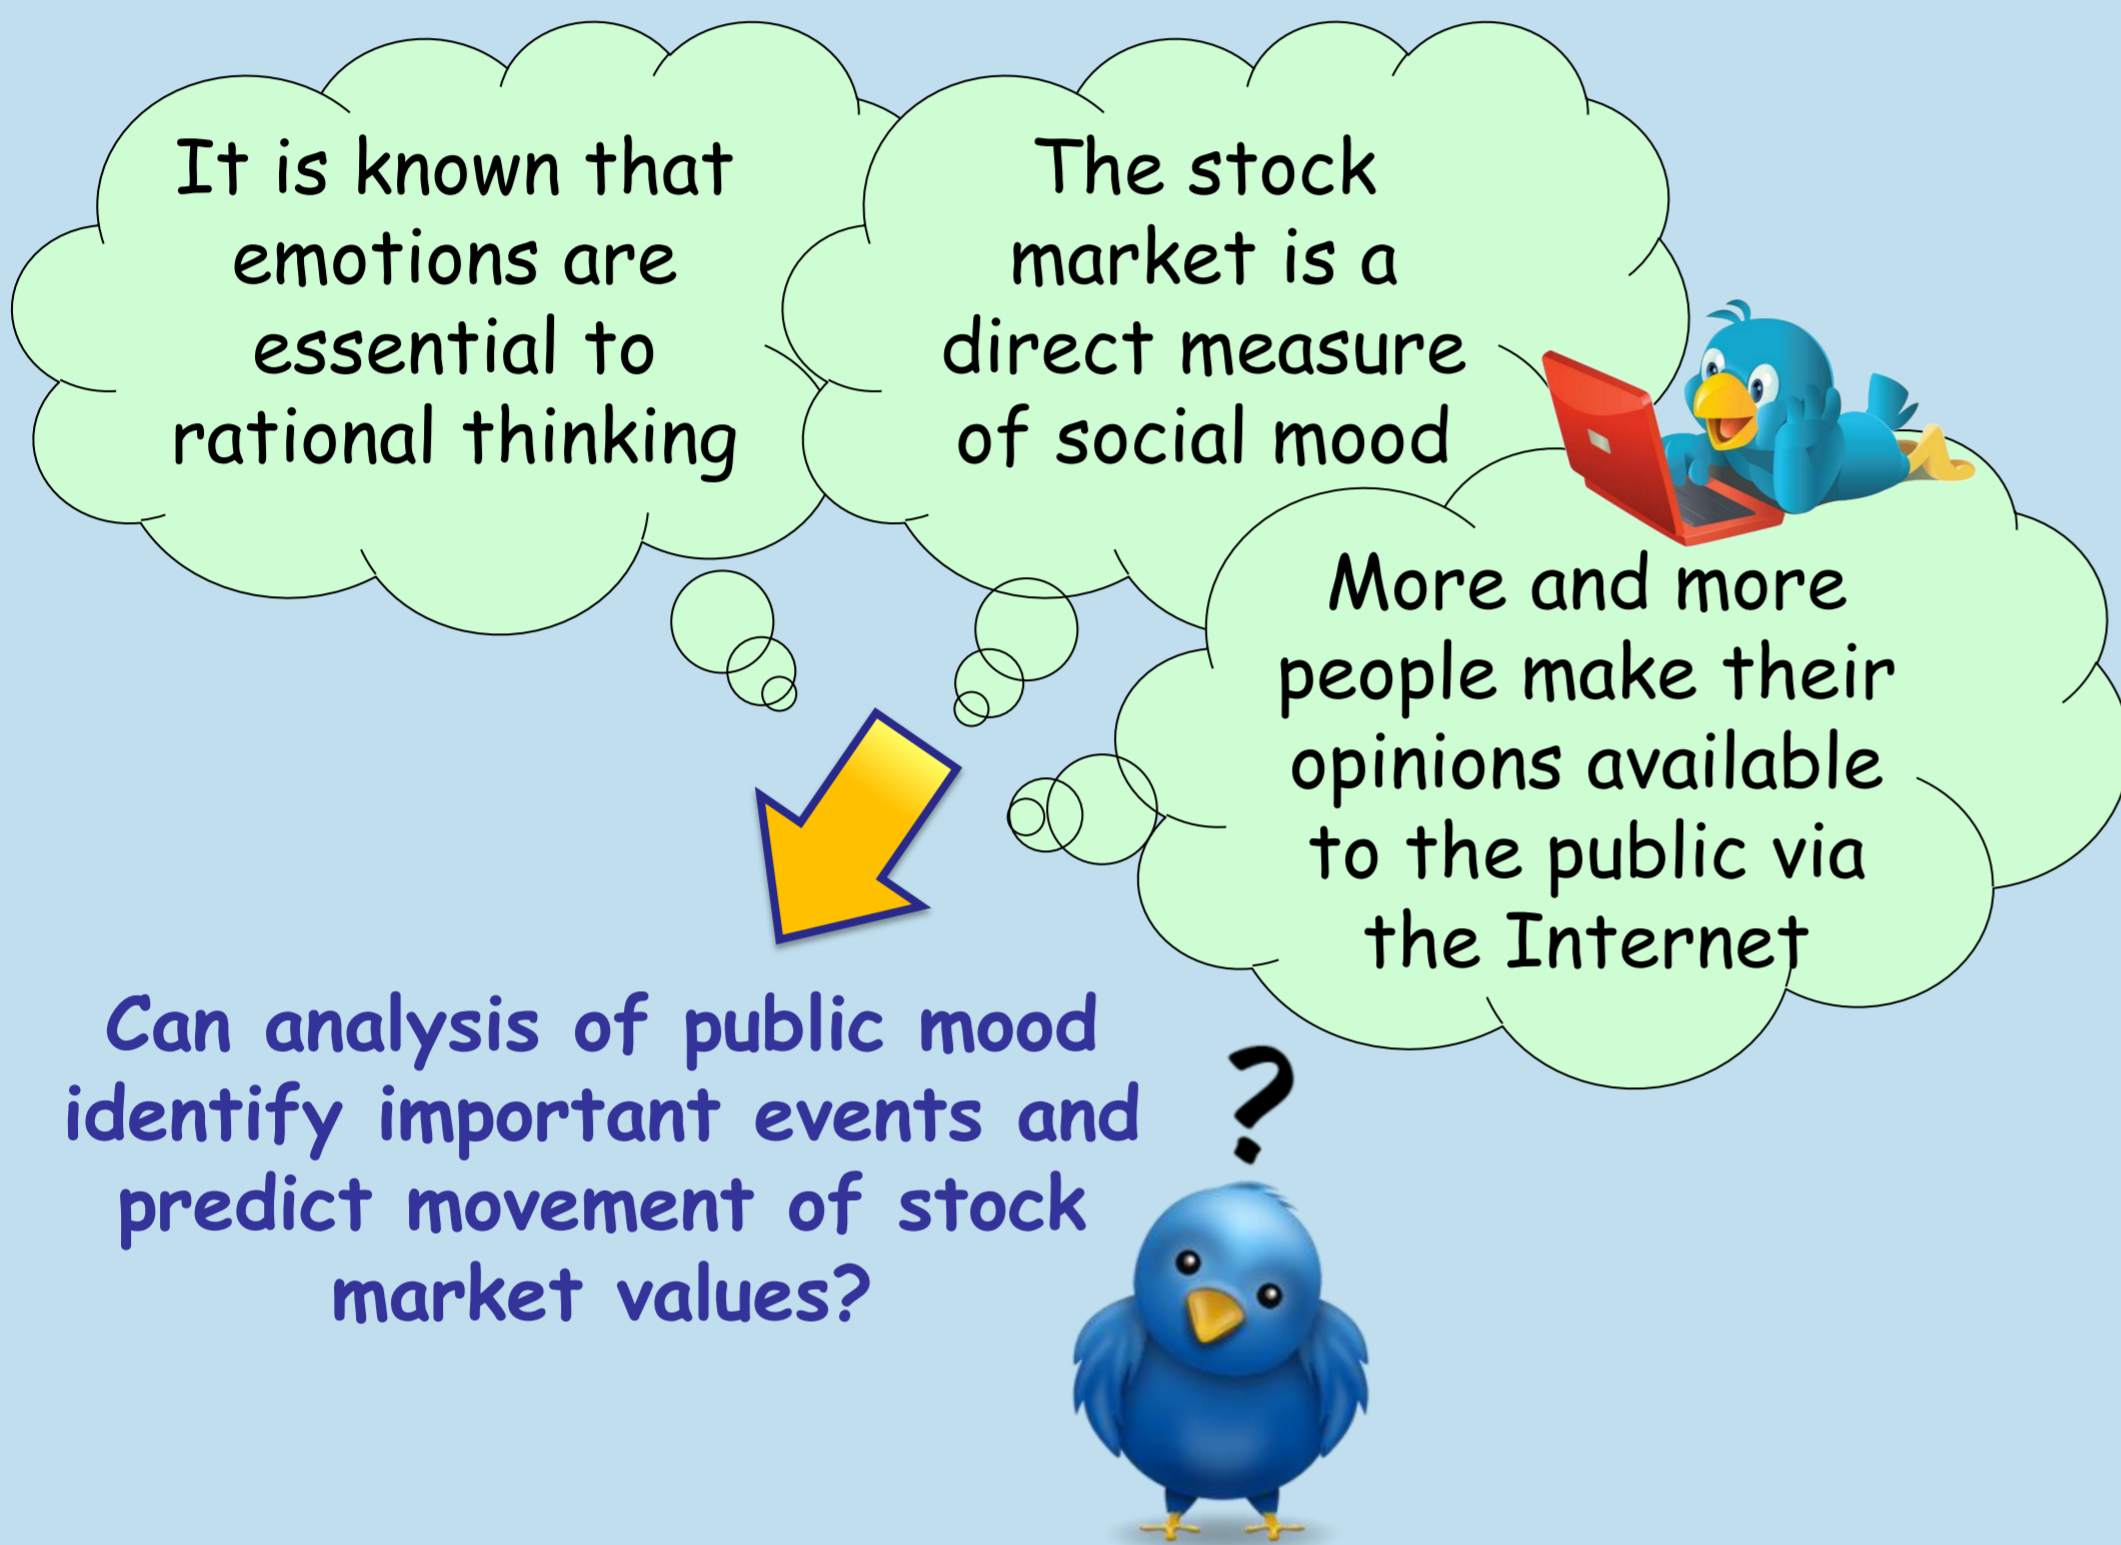 It is known that
emotions are
essential to
rational thinking
The stock
market is a
direct measure
of social mood
More and more
people make their
opinions available
to the public via
the Internet
Can analysis of public mood
identify important events and
predict movement of stock
market values?
?